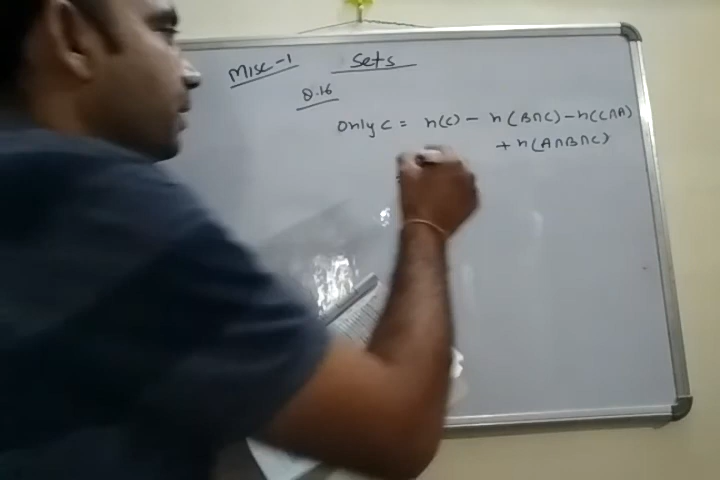 Misc-1 Sets
Q.16
only C = n(C) - n(B∩C) - n(C∩A)
+ n(A∩B∩C)